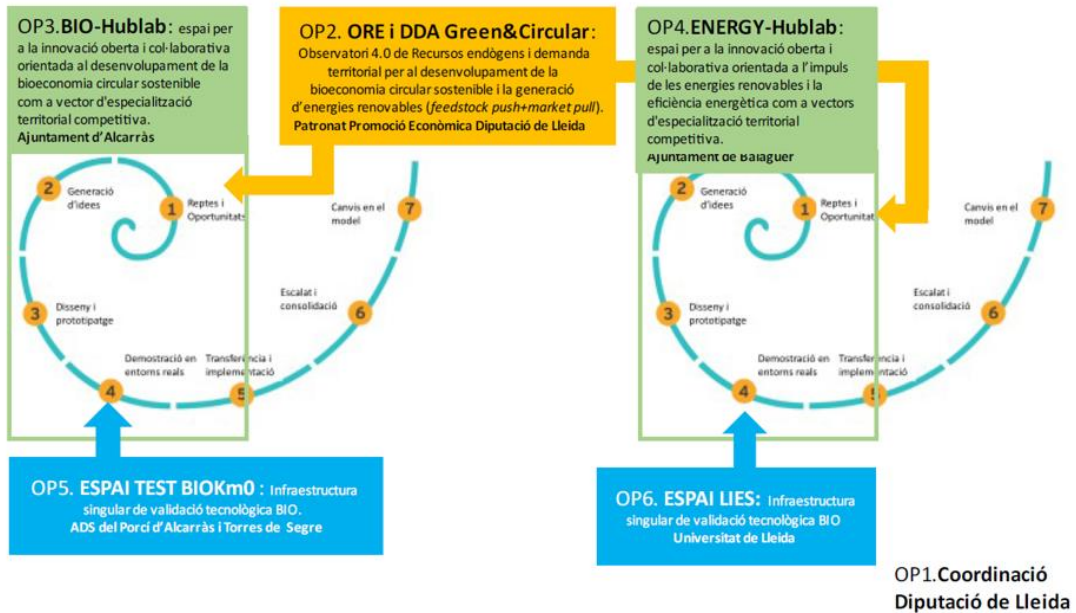 OP3.BIO-Hublab: espai per
a la innovació oberta i col·laborativa
orientada al desenvolupament de la
bioeconomia circular sostenible
com a vector d'especialització
territorial competitiva.
Ajuntament d'Alcarràs
OP2. ORE i DDA Green&Circular:
Observatori 4.0 de Recursos endògens i demanda
territorial per al desenvolupament de la
bioeconomia circular sostenible i la generació
d'energies renovables (feedstock push+market pull).
Patronat Promoció Econòmica Diputació de Lleida
OP4.ENERGY-Hublab:
espai per a la innovació oberta i
col·laborativa orientada a l'impuls
de les energies renovables i la
eficiència energètica com a vectors
d'especialització territorial
competitiva.
Ajuntament de Balaguer
2
Generació
d'idees
1
Reptes i
Oportunitats
Canvis en el
model
7
3
Disseny i
prototipatge
Escalat i
consolidació
6
Demostració en
entorns reals
4
Transferència i
implementació
5
2
Generació
d'idees
1
Reptes i
Oportunitats
Canvis en el
model
7
3
Disseny i
prototipatge
Escalat i
consolidació
6
Demostració en
entorns reals
4
Transferència i
implementació
5
OP5. ESPAI TEST BIOKm0 : Infraestructura
singular de validació tecnològica BIO.
ADS del Porcí d'Alcarràs i Torres de Segre
OP6. ESPAI LIES: Infraestructura
singular de validació tecnològica BIO
Universitat de Lleida
OP1.Coordinació
Diputació de Lleida